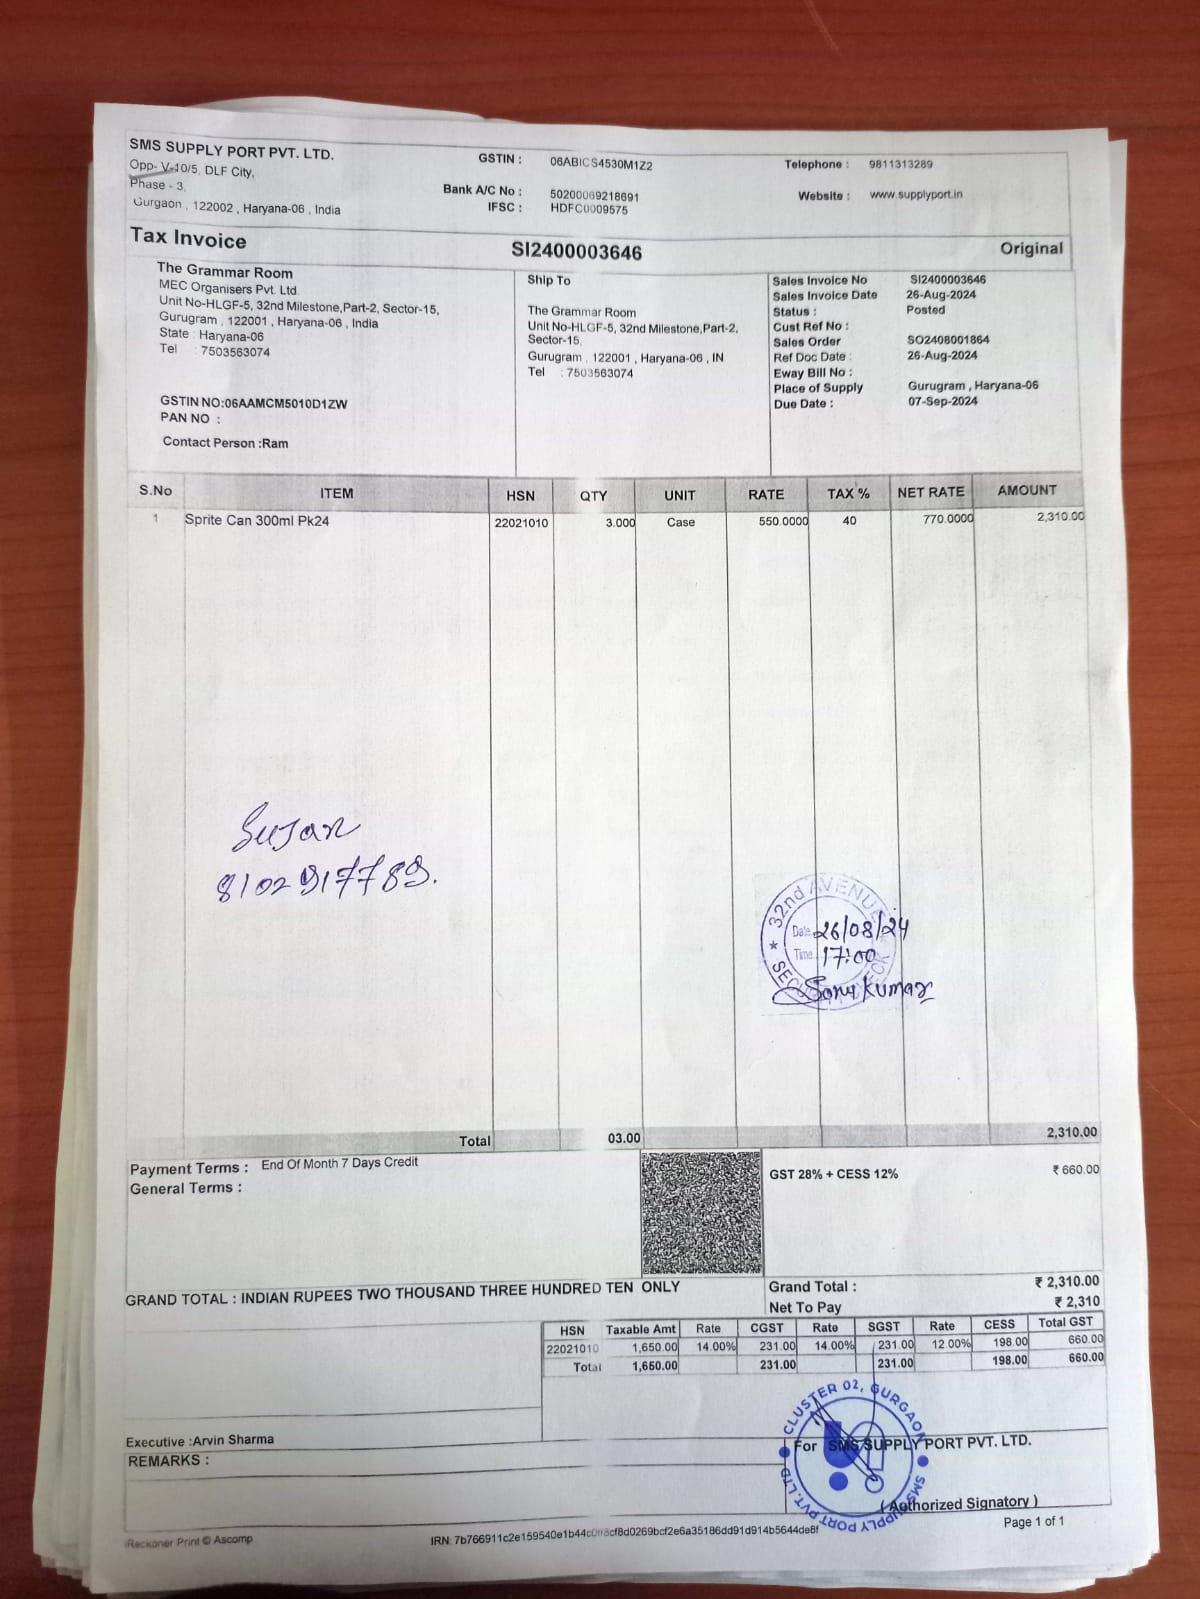 SMS SUPPLY PORT PVT. LTD.
Opp- V-10/5, DLF City,
Phase - 3,
Gurgaon , 122002 , Haryana-06 , India
GSTIN : 06ABICS4530M1Z2
Bank A/C No : 50200069218691
IFSC : HDFC0009575
Telephone : 9811313289
Website : www.supplyport.in
Tax Invoice SI2400003646 Original
The Grammar Room
MEC Organisers Pvt. Ltd.
Unit No-HLGF-5, 32nd Milestone,Part-2, Sector-15,
Gurugram , 122001 , Haryana-06 , India
State : Haryana-06
Tel : 7503563074
GSTIN NO:06AAMCM5010D1ZW
PAN NO :
Contact Person :Ram
Ship To
The Grammar Room
Unit No-HLGF-5, 32nd Milestone,Part-2,
Sector-15,
Gurugram , 122001 , Haryana-06 , IN
Tel : 7503563074
Sales Invoice No SI2400003646
Sales Invoice Date 26-Aug-2024
Status : Posted
Cust Ref No :
Sales Order SO2408001864
Ref Doc Date : 26-Aug-2024
Eway Bill No :
Place of Supply Gurugram , Haryana-06
Due Date : 07-Sep-2024
S.No ITEM HSN QTY UNIT RATE TAX % NET RATE AMOUNT
1 Sprite Can 300ml Pk24 22021010 3.000 Case 550.0000 40 770.0000 2,310.00
Sujan
8102917789.
32nd AVENUE
Date 26/08/24
Time 17:00
SECURITY CHECK
Sonu Kumar
Total 03.00 2,310.00
Payment Terms : End Of Month 7 Days Credit
General Terms :
GST 28% + CESS 12% ₹ 660.00
GRAND TOTAL : INDIAN RUPEES TWO THOUSAND THREE HUNDRED TEN ONLY
Grand Total : ₹ 2,310.00
Net To Pay ₹ 2,310
HSN Taxable Amt Rate CGST Rate SGST Rate CESS Total GST
22021010 1,650.00 14.00% 231.00 14.00% 231.00 12.00% 198.00 660.00
Total 1,650.00 231.00 231.00 198.00 660.00
CLUSTER 02, GURGAON
SMS SUPPLY PORT PVT. LTD
Executive :Arvin Sharma
REMARKS :
For SMS SUPPLY PORT PVT. LTD.
( Authorized Signatory )
Page 1 of 1
iReckoner Print © Ascomp